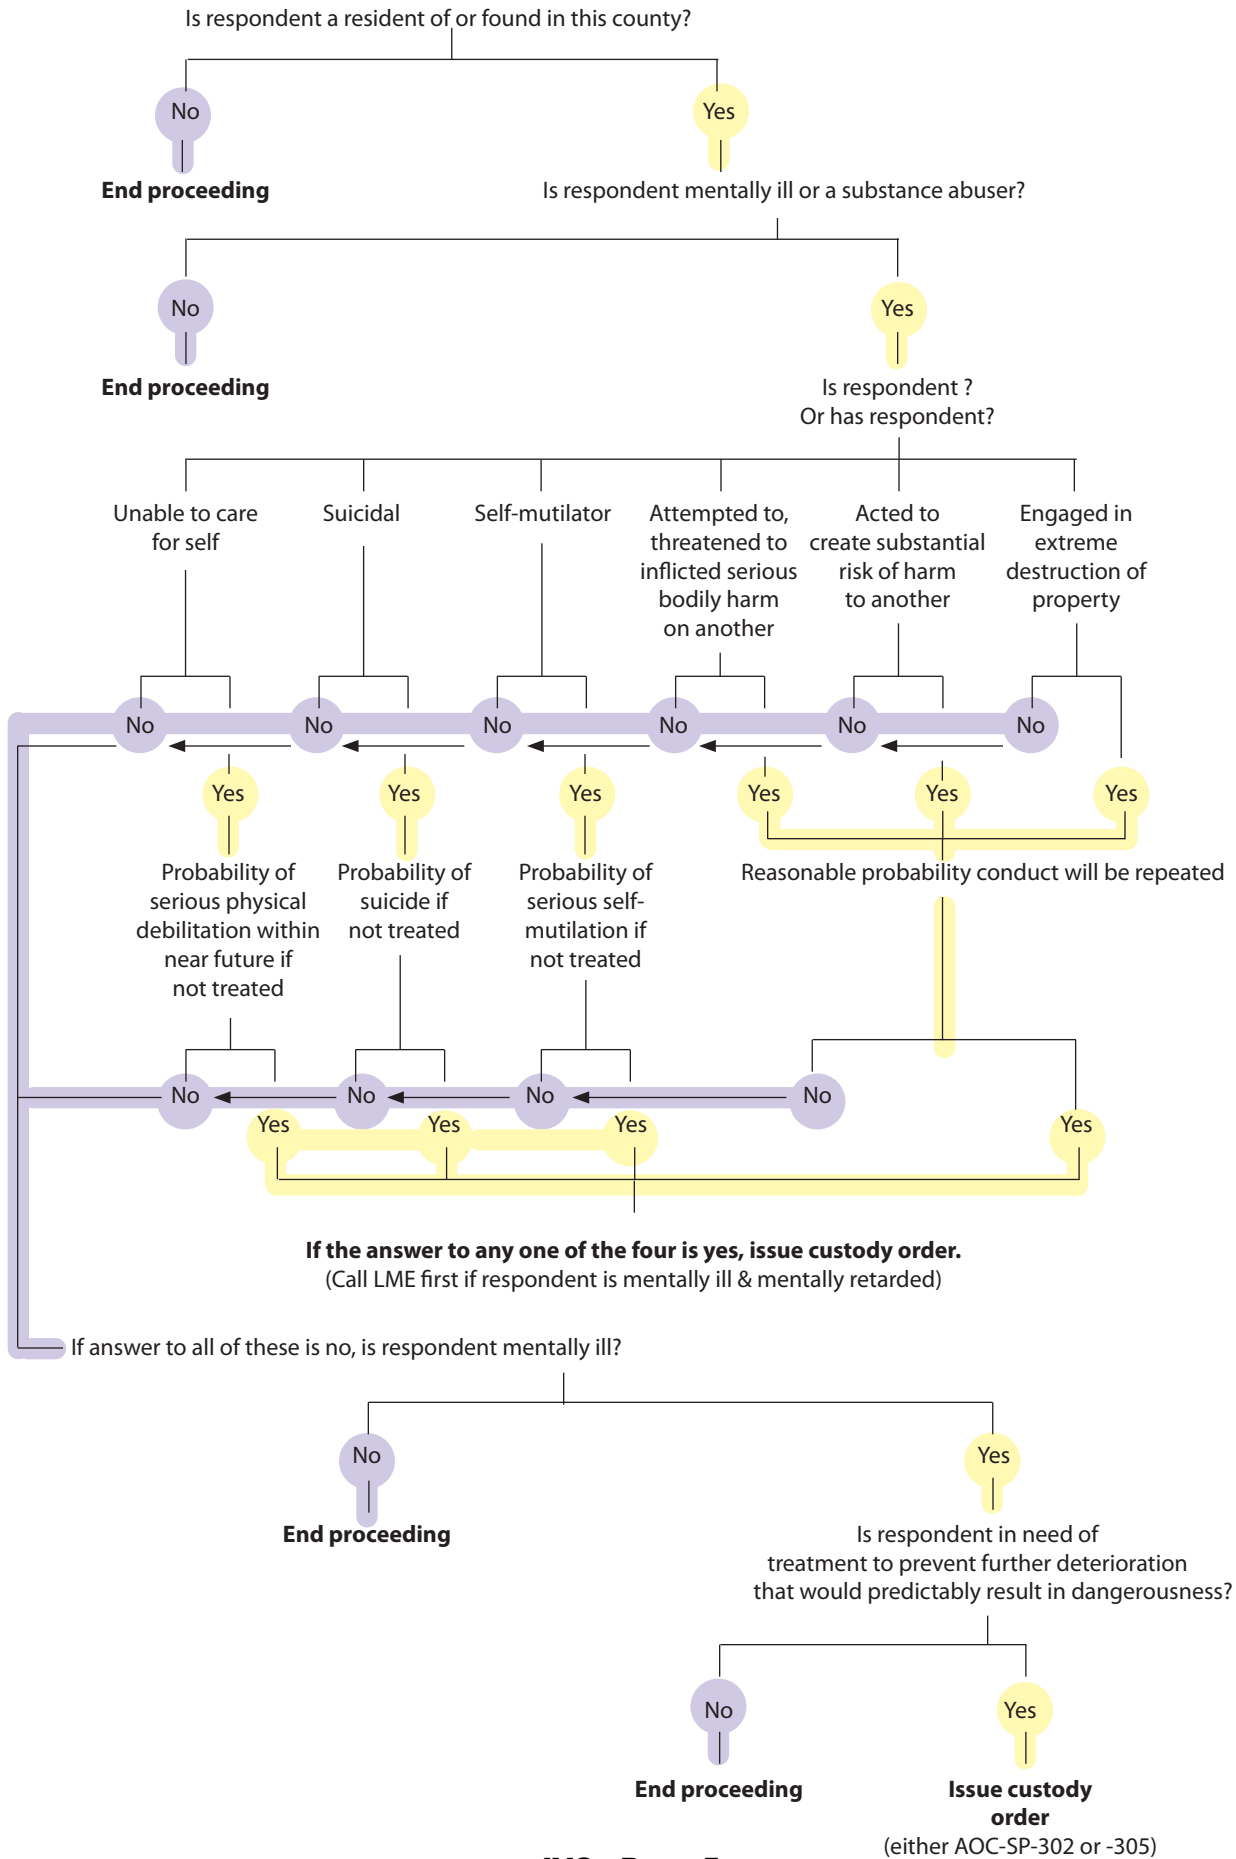 Is respondent a resident of or found in this county?
No
Yes
End proceeding
Is respondent mentally ill or a substance abuser?
No
Yes
End proceeding
Is respondent ?
Or has respondent?
Unable to care
for self
Suicidal
Self-mutilator
Attempted to,
threatened to
inflicted serious
bodily harm
on another
Acted to
create substantial
risk of harm
to another
Engaged in
extreme
destruction of
property
No
No
No
No
No
No
Yes
Yes
Yes
Yes
Yes
Yes
Probability of
serious physical
debilitation within
near future if
not treated
Probability of
suicide if
not treated
Probability of
serious self-
mutilation if
not treated
Reasonable probability conduct will be repeated
No
No
No
No
Yes
Yes
Yes
Yes
If the answer to any one of the four is yes, issue custody order.
(Call LME first if respondent is mentally ill & mentally retarded)
If answer to all of these is no, is respondent mentally ill?
No
Yes
End proceeding
Is respondent in need of
treatment to prevent further deterioration
that would predictably result in dangerousness?
No
Yes
End proceeding
Issue custody
order
(either AOC-SP-302 or -305)